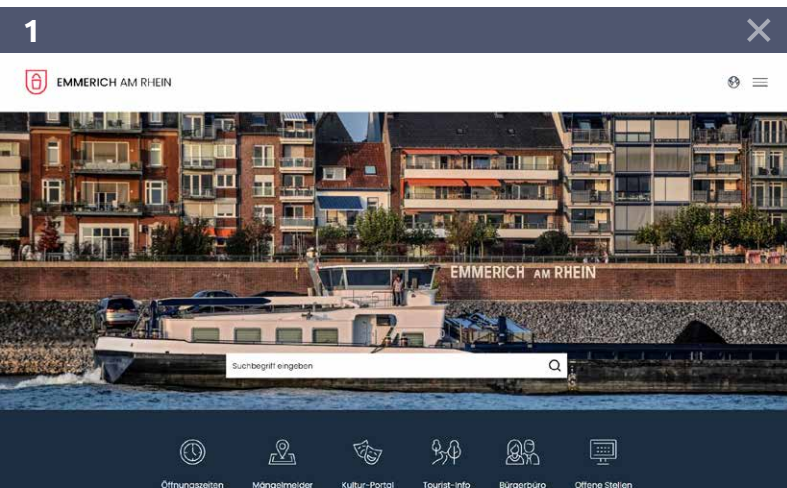 1
EMMERICH AM RHEIN
EMMERICH AM RHEIN
Suchbegriff eingeben
Öffnungszeiten Mängelmelder Kultur-Portal Tourist-Info Bürgerbüro Offene Stellen